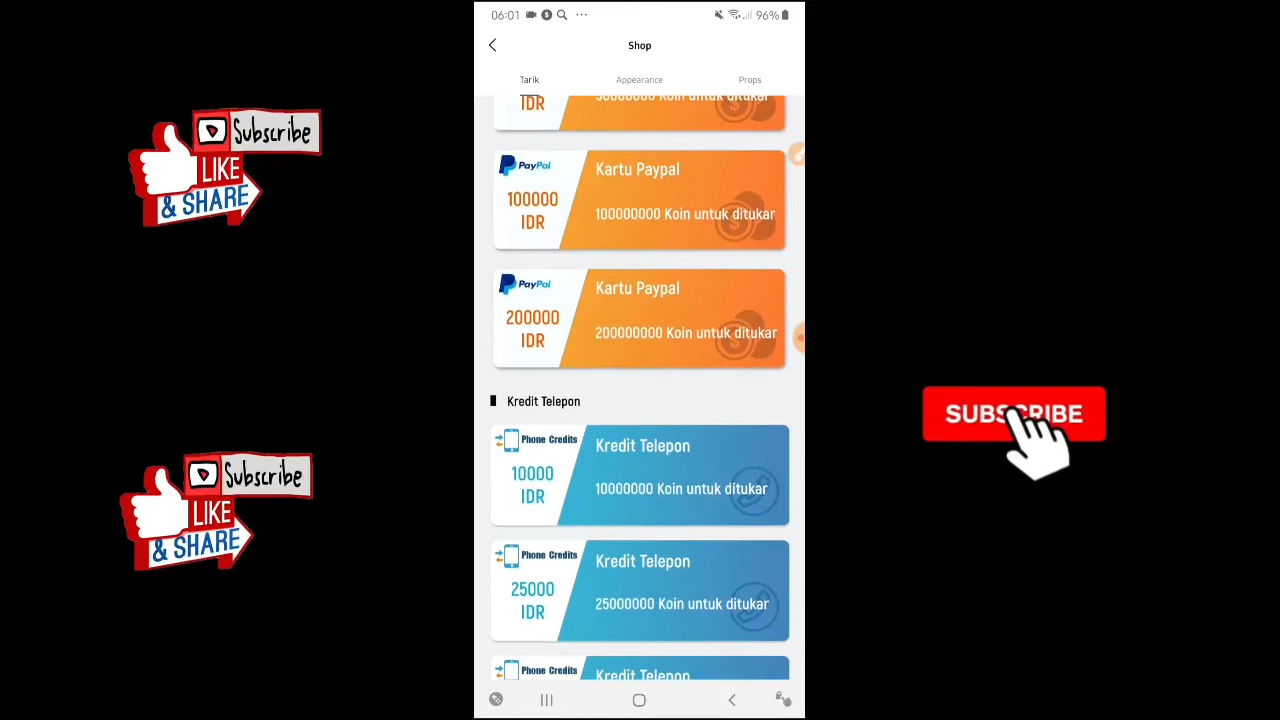 06:01
96%
Shop
Tarik
Appearance
Props
IDR
PayPal
Kartu Paypal
100000
IDR
100000000 Koin untuk ditukar
PayPal
Kartu Paypal
200000
IDR
200000000 Koin untuk ditukar
Kredit Telepon
Phone Credits
Kredit Telepon
10000
IDR
10000000 Koin untuk ditukar
Phone Credits
Kredit Telepon
25000
IDR
25000000 Koin untuk ditukar
Phone Credits
Kredit Telepon
Subscribe
LIKE
& SHARE
Subscribe
LIKE
& SHARE
SUBSCRIBE